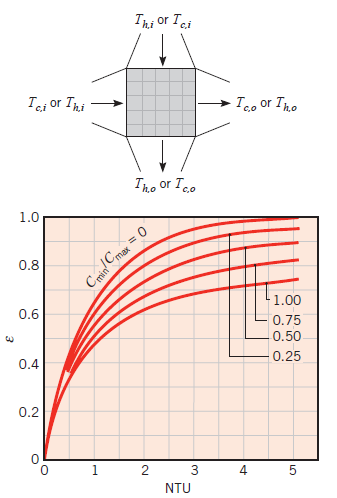 T_h,i or T_c,i
T_c,i or T_h,i
T_c,o or T_h,o
T_h,o or T_c,o
1.0
0.8
0.6
0.4
0.2
0
ε
C_min/C_max = 0
1.00
0.75
0.50
0.25
0 1 2 3 4 5
NTU